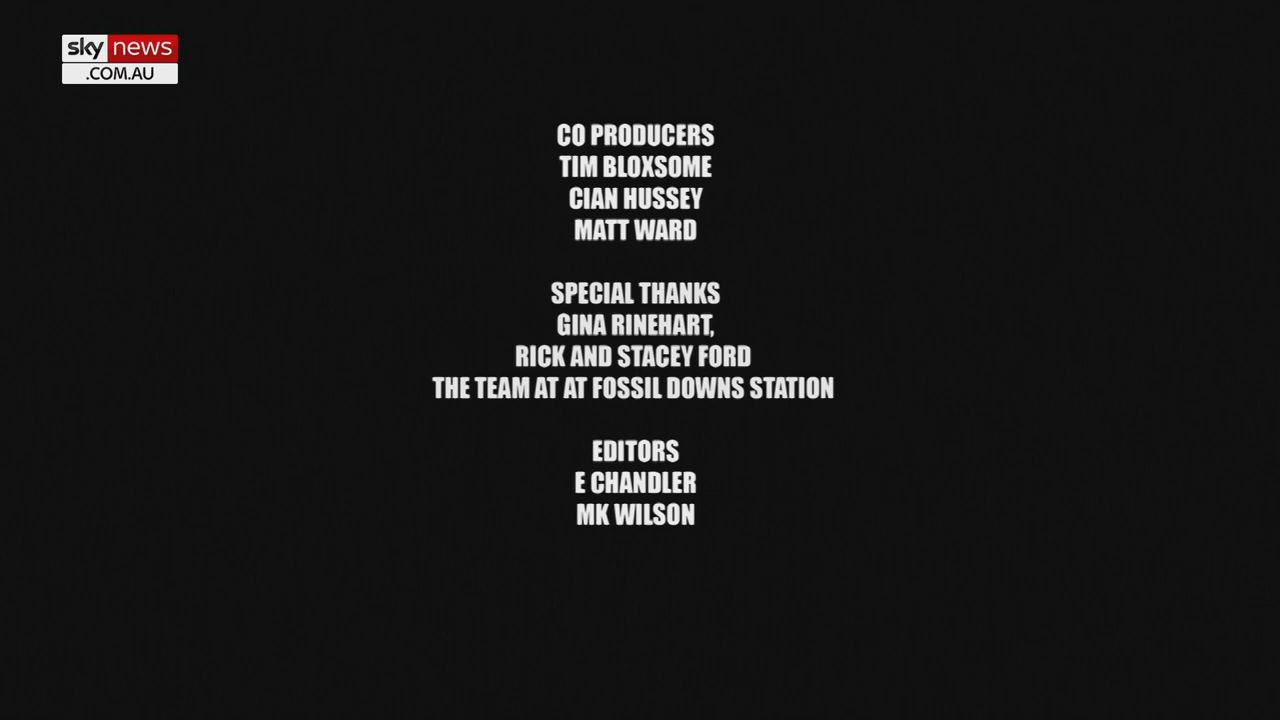 sky news
.COM.AU
CO PRODUCERS
TIM BLOXSOME
CIAN HUSSEY
MATT WARD
SPECIAL THANKS
GINA RINEHART,
RICK AND STACEY FORD
THE TEAM AT AT FOSSIL DOWNS STATION
EDITORS
E CHANDLER
MK WILSON